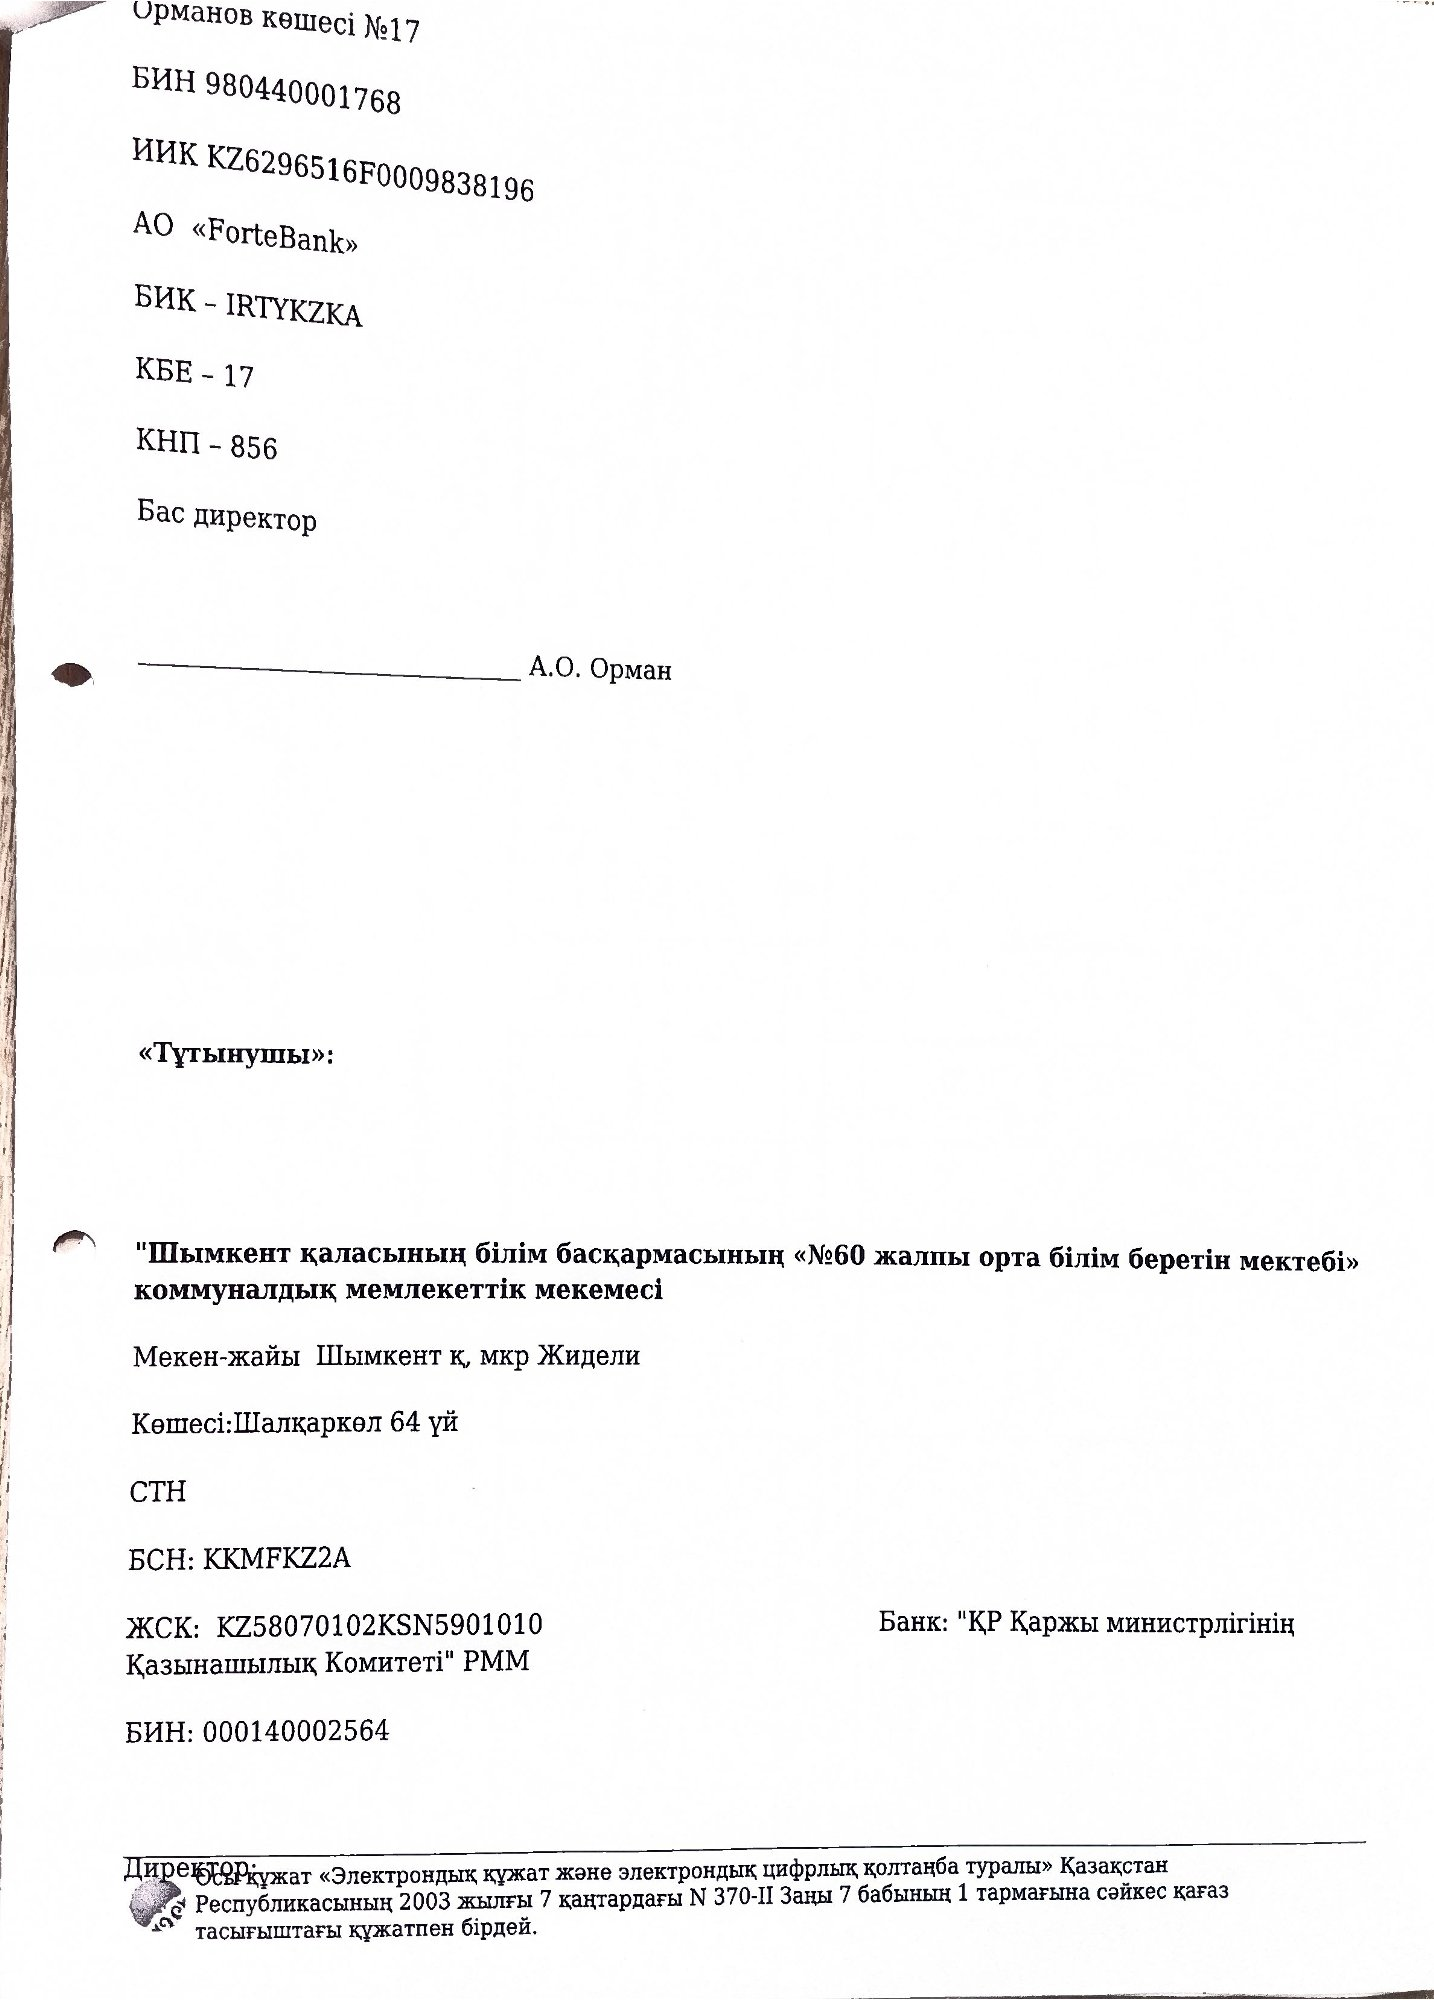 Орманов көшесі №17
БИН 980440001768
ИИК KZ6296516F0009838196
АО «ForteBank»
БИК – IRTYKZKA
КБЕ – 17
КНП – 856
Бас директор
А.О. Орман
«Тұтынушы»:
"Шымкент қаласының білім басқармасының «№60 жалпы орта білім беретін мектебі»
коммуналдық мемлекеттік мекемесі
Мекен-жайы Шымкент қ, мкр Жидели
Көшесі:Шалқаркөл 64 үй
СТН
БСН: KKMFKZ2A
ЖСК: KZ58070102KSN5901010 Банк: "ҚР Қаржы министрлігінің
Қазынашылық Комитеті" РММ
БИН: 000140002564
Директор:
Осы құжат «Электрондық құжат және электрондық цифрлық қолтаңба туралы» Қазақстан
Республикасының 2003 жылғы 7 қаңтардағы N 370-II Заңы 7 бабының 1 тармағына сәйкес қағаз
тасығыштағы құжатпен бірдей.